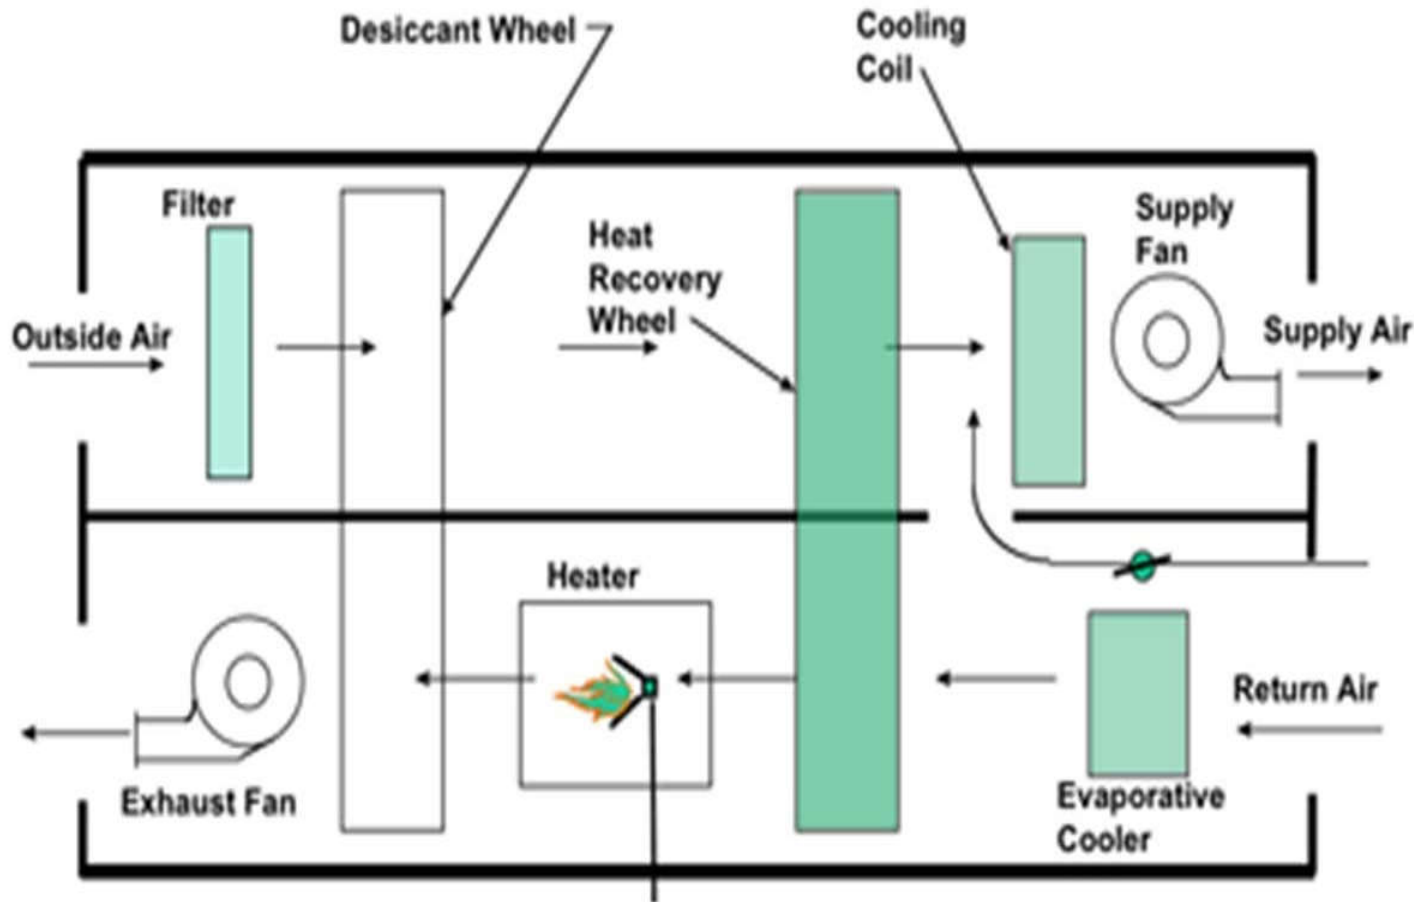 Desiccant Wheel
Cooling
Coil
Filter
Heat
Recovery
Wheel
Supply
Fan
Outside Air
Supply Air
Heater
Return Air
Exhaust Fan
Evaporative
Cooler